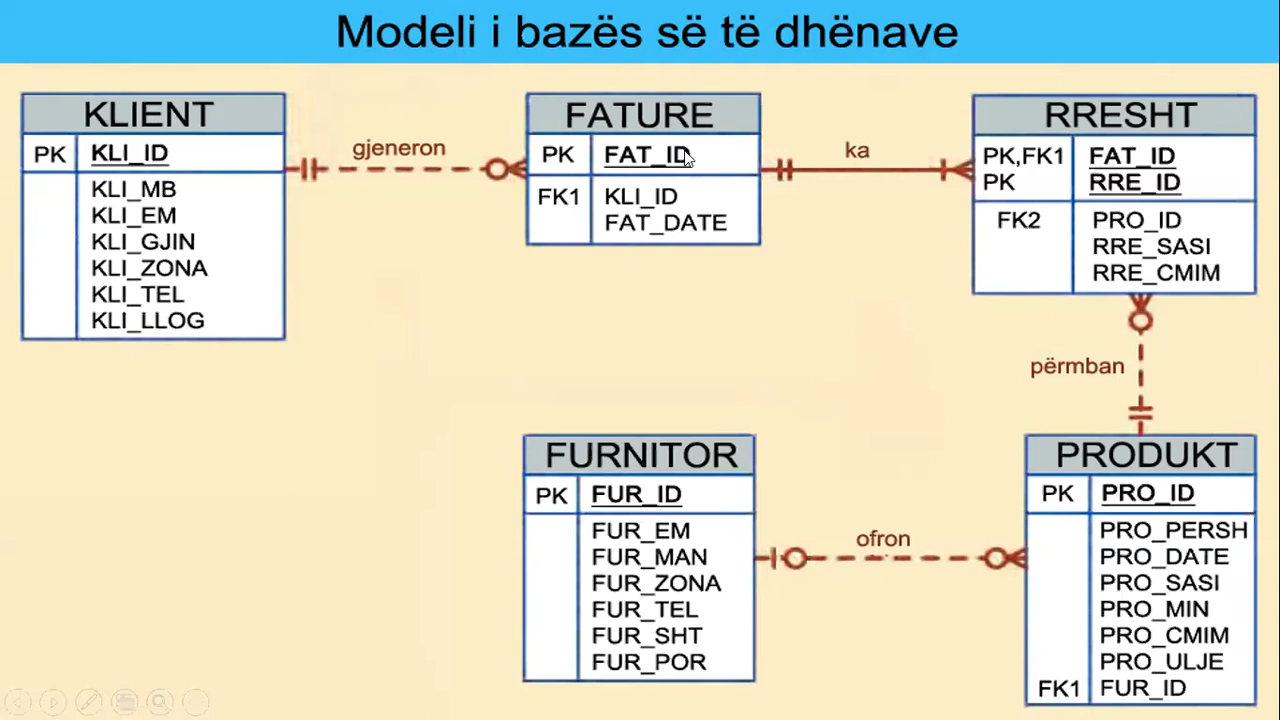 Modeli i bazës së të dhënave
KLIENT
PK KLI_ID
KLI_MB
KLI_EM
KLI_GJIN
KLI_ZONA
KLI_TEL
KLI_LLOG
gjeneron
FATURE
PK FAT_ID
FK1 KLI_ID
FAT_DATE
ka
RRESHT
PK,FK1 FAT_ID
PK RRE_ID
FK2 PRO_ID
RRE_SASI
RRE_CMIM
përmban
FURNITOR
PK FUR_ID
FUR_EM
FUR_MAN
FUR_ZONA
FUR_TEL
FUR_SHT
FUR_POR
ofron
PRODUKT
PK PRO_ID
PRO_PERSH
PRO_DATE
PRO_SASI
PRO_MIN
PRO_CMIM
PRO_ULJE
FK1 FUR_ID